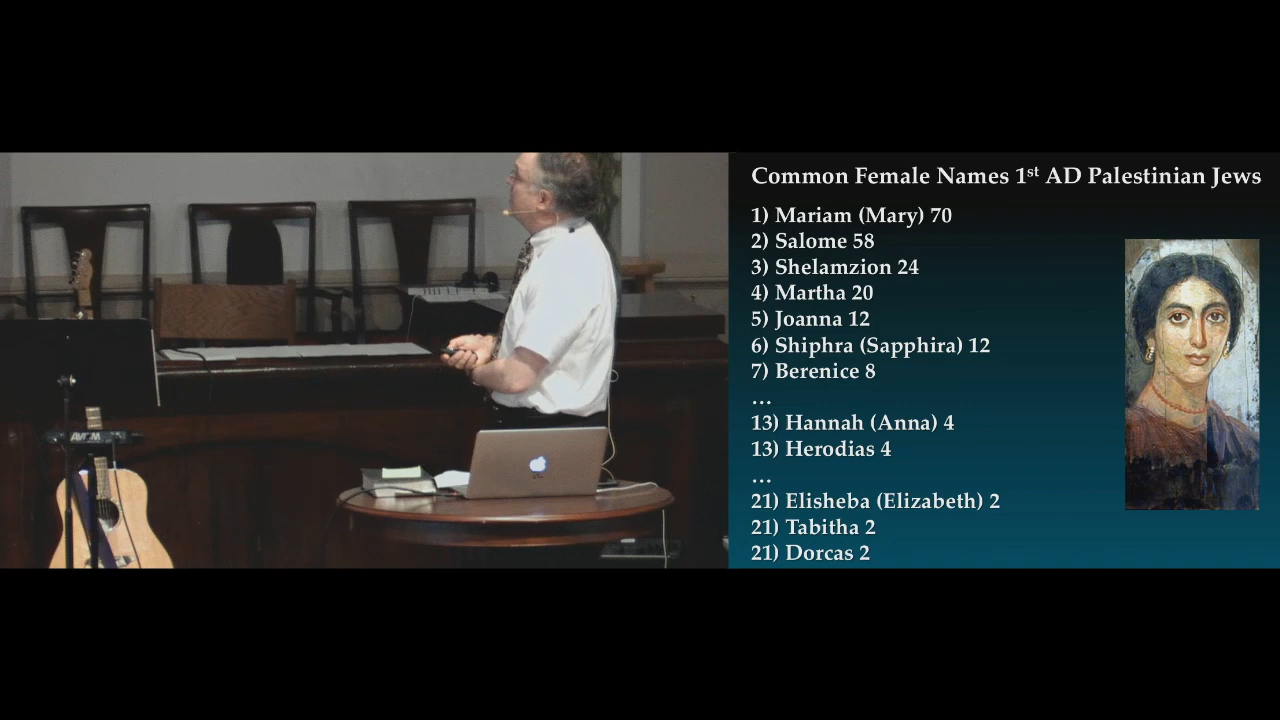 Common Female Names 1st AD Palestinian Jews
1) Mariam (Mary) 70
2) Salome 58
3) Shelamzion 24
4) Martha 20
5) Joanna 12
6) Shiphra (Sapphira) 12
7) Berenice 8
…
13) Hannah (Anna) 4
13) Herodias 4
…
21) Elisheba (Elizabeth) 2
21) Tabitha 2
21) Dorcas 2